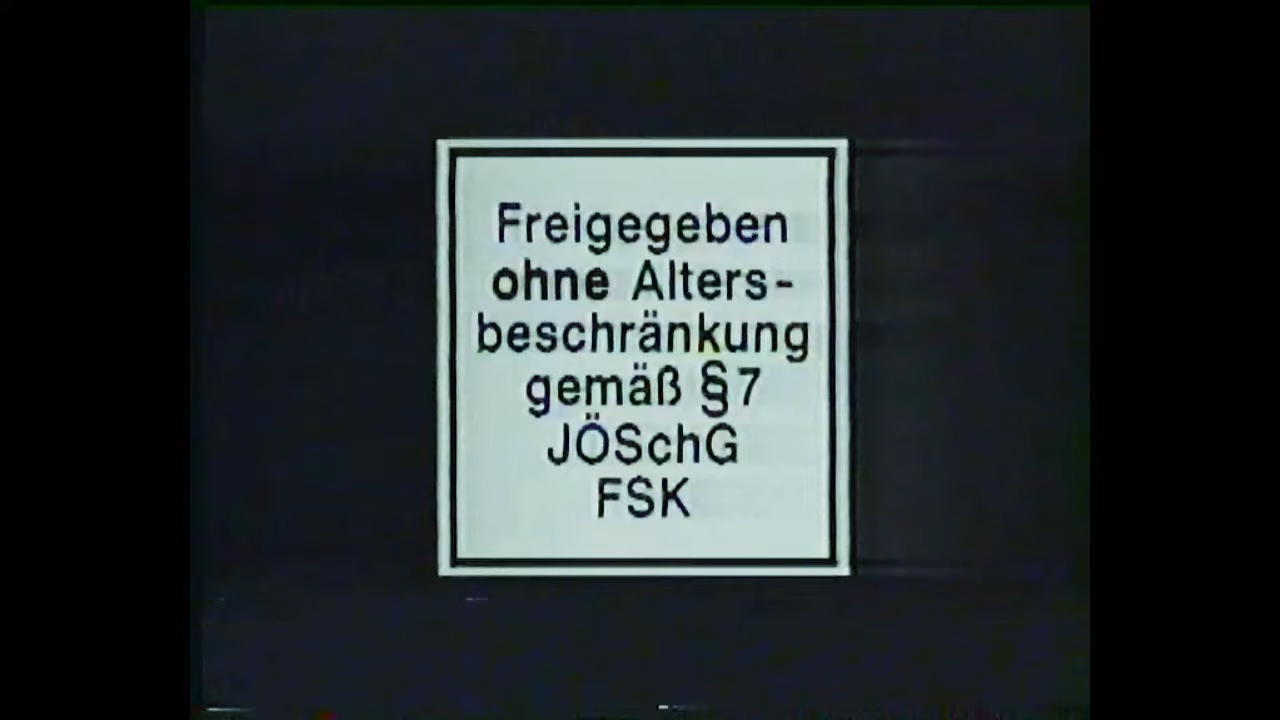 Freigegeben
ohne Alters-
beschränkung
gemäß §7
JÖSchG
FSK